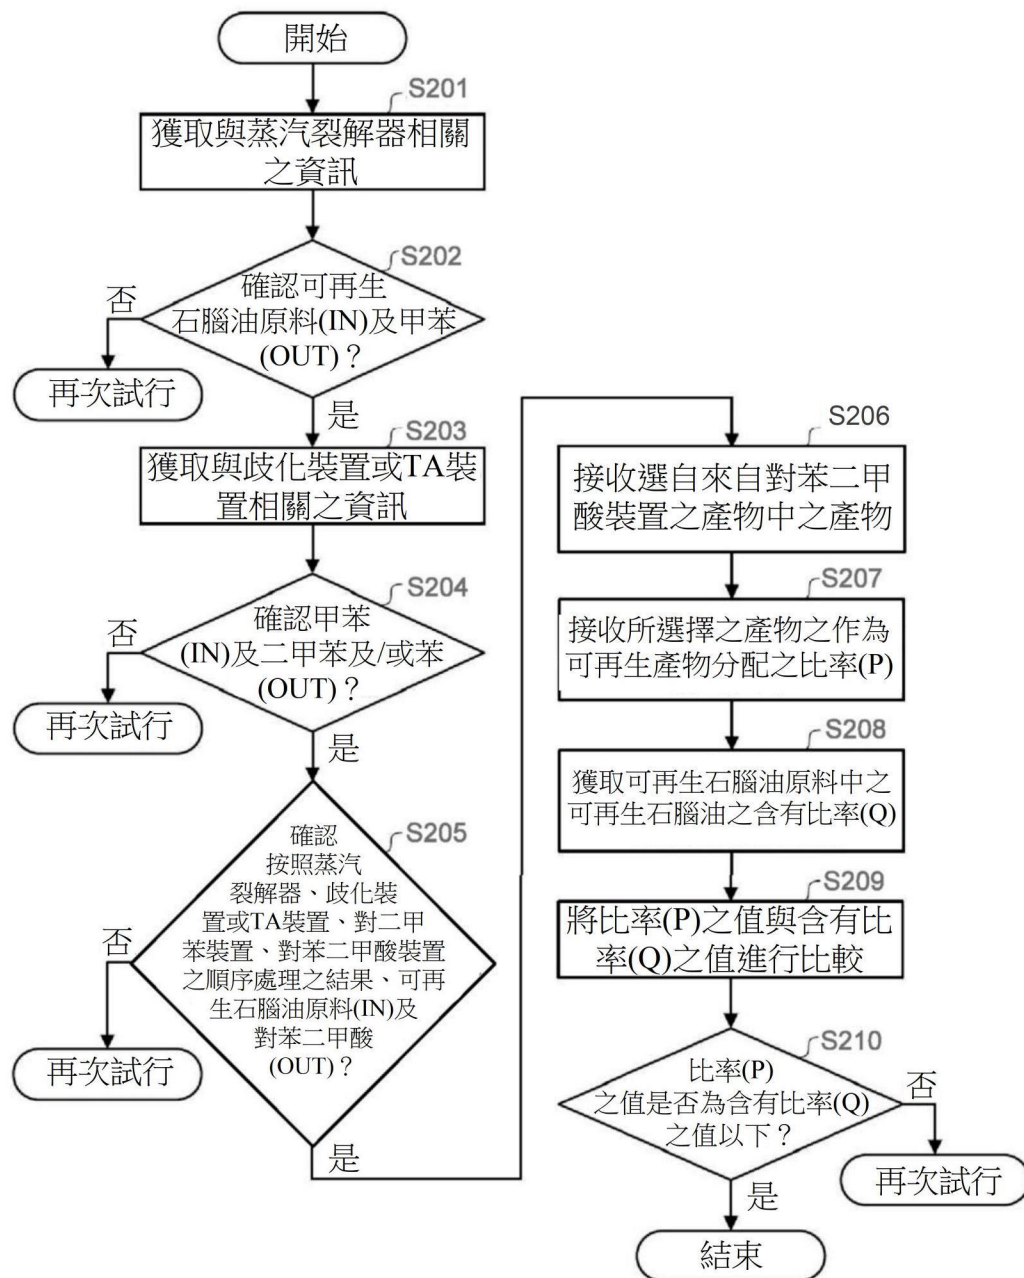 開始
S201
獲取與蒸汽裂解器相關
之資訊
S202
確認可再生
石腦油原料(IN)及甲苯
(OUT)？
否
再次試行
是
S203
獲取與歧化裝置或TA裝
置相關之資訊
S204
確認甲苯
(IN)及二甲苯及/或苯
(OUT)？
否
再次試行
是
S205
確認
按照蒸汽
裂解器、歧化裝
置或TA裝置、對二甲
苯裝置、對苯二甲酸裝置
之順序處理之結果、可再
生石腦油原料(IN)及
對苯二甲酸
(OUT)？
否
再次試行
是
S206
接收選自來自對苯二甲
酸裝置之產物中之產物
S207
接收所選擇之產物之作為
可再生產物分配之比率(P)
S208
獲取可再生石腦油原料中之
可再生石腦油之含有比率(Q)
S209
將比率(P)之值與含有比
率(Q)之值進行比較
S210
比率(P)
之值是否為含有比率(Q)
之值以下？
否
再次試行
是
結束